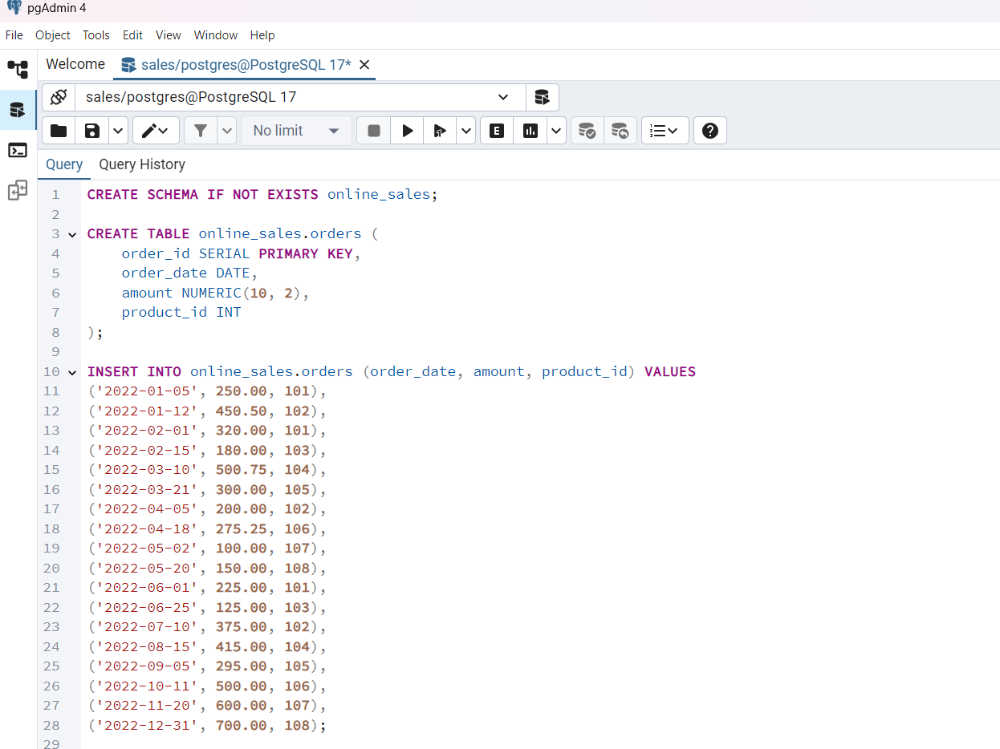 pgAdmin 4
File Object Tools Edit View Window Help
Welcome sales/postgres@PostgreSQL 17*
sales/postgres@PostgreSQL 17
No limit E
Query Query History
1 CREATE SCHEMA IF NOT EXISTS online_sales;
2
3 CREATE TABLE online_sales.orders (
4     order_id SERIAL PRIMARY KEY,
5     order_date DATE,
6     amount NUMERIC(10, 2),
7     product_id INT
8 );
9
10 INSERT INTO online_sales.orders (order_date, amount, product_id) VALUES
11 ('2022-01-05', 250.00, 101),
12 ('2022-01-12', 450.50, 102),
13 ('2022-02-01', 320.00, 101),
14 ('2022-02-15', 180.00, 103),
15 ('2022-03-10', 500.75, 104),
16 ('2022-03-21', 300.00, 105),
17 ('2022-04-05', 200.00, 102),
18 ('2022-04-18', 275.25, 106),
19 ('2022-05-02', 100.00, 107),
20 ('2022-05-20', 150.00, 108),
21 ('2022-06-01', 225.00, 101),
22 ('2022-06-25', 125.00, 103),
23 ('2022-07-10', 375.00, 102),
24 ('2022-08-15', 415.00, 104),
25 ('2022-09-05', 295.00, 105),
26 ('2022-10-11', 500.00, 106),
27 ('2022-11-20', 600.00, 107),
28 ('2022-12-31', 700.00, 108);
29